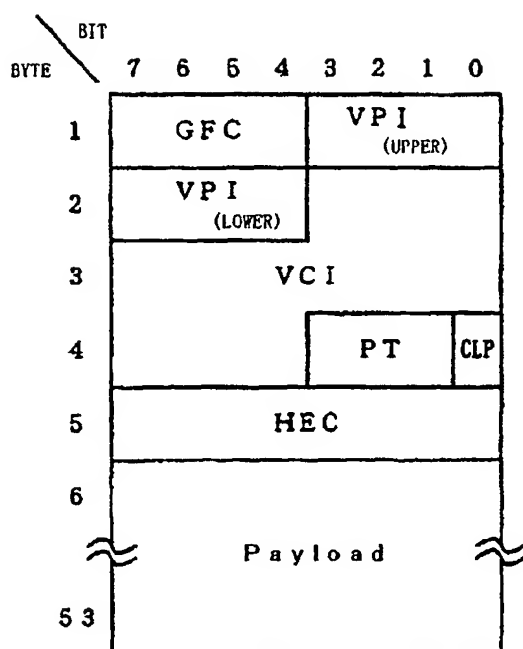 BIT
BYTE 7 6 5 4 3 2 1 0
1 GFC VPI
(UPPER)
2 VPI
(LOWER)
3 VCI
4 PT CLP
5 HEC
6
Payload
53